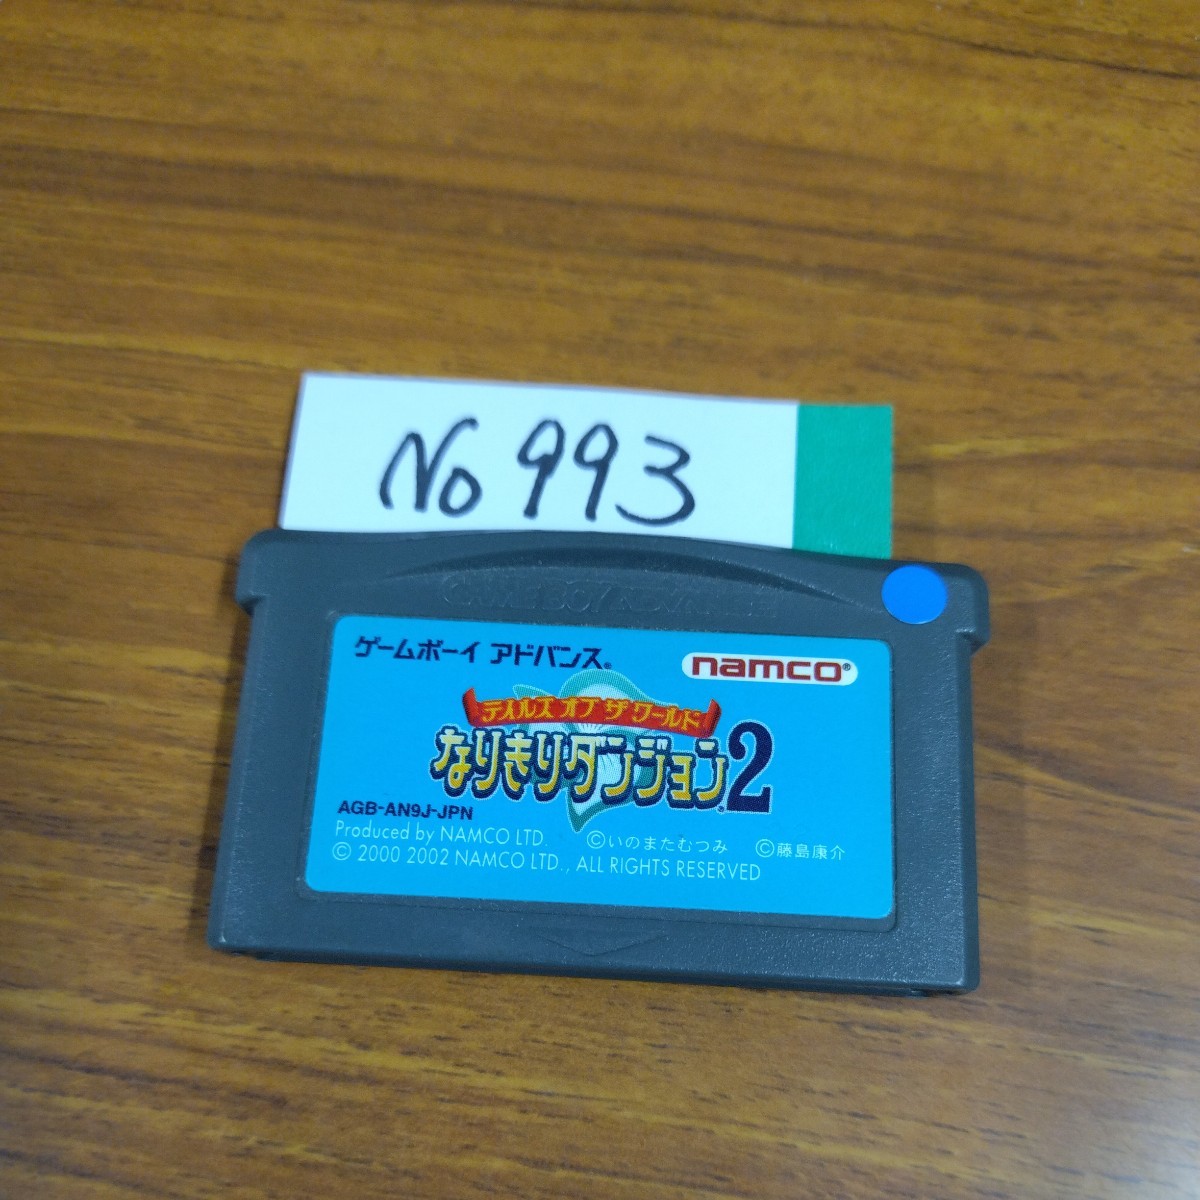 No 993
GAME BOY ADVANCE
ゲームボーイ アドバンス®
namco®
テイルズ オブ ザ ワールド
なりきりダンジョン2
AGB-AN9J-JPN
Produced by NAMCO LTD. ©いのまたむつみ ©藤島康介
© 2000 2002 NAMCO LTD., ALL RIGHTS RESERVED